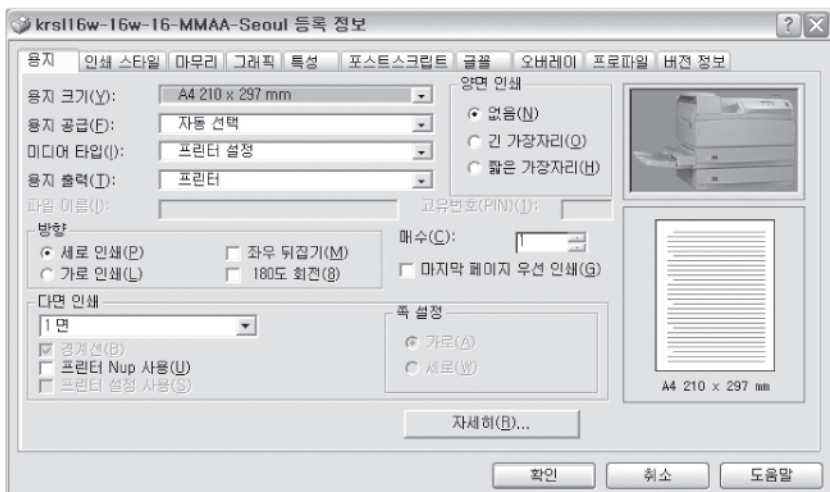 krsl16w-16w-16-MMAA-Seoul 등록 정보
용지 인쇄 스타일 마무리 그래픽 특성 포스트스크립트 글꼴 오버레이 프로파일 버전 정보
용지 크기(Y): A4 210 x 297 mm
용지 공급(F): 자동 선택
미디어 타입(I): 프린터 설정
용지 출력(T): 프린터
파일 이름(I): 고유번호(PIN)(1):
양면 인쇄
없음(N)
긴 가장자리(O)
짧은 가장자리(H)
방향
세로 인쇄(P) 좌우 뒤집기(M)
가로 인쇄(L) 180도 회전(8)
매수(C): 1
마지막 페이지 우선 인쇄(G)
다면 인쇄
1 면
경계선(B)
프린터 Nup 사용(U)
프린터 설정 사용(S)
쪽 설정
가로(A)
세로(W)
A4 210 x 297 mm
자세히(R)...
확인 취소 도움말